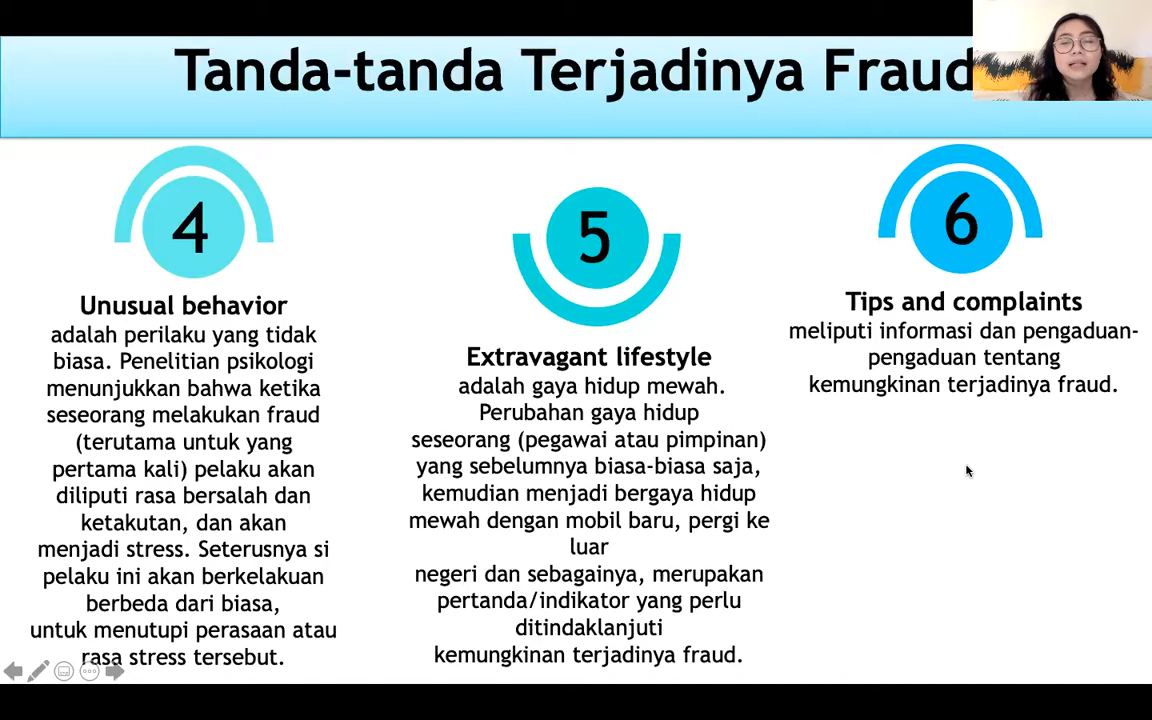 Tanda-tanda Terjadinya Fraud
4
Unusual behavior
adalah perilaku yang tidak
biasa. Penelitian psikologi
menunjukkan bahwa ketika
seseorang melakukan fraud
(terutama untuk yang
pertama kali) pelaku akan
diliputi rasa bersalah dan
ketakutan, dan akan
menjadi stress. Seterusnya si
pelaku ini akan berkelakuan
berbeda dari biasa,
untuk menutupi perasaan atau
rasa stress tersebut.
5
Extravagant lifestyle
adalah gaya hidup mewah.
Perubahan gaya hidup
seseorang (pegawai atau pimpinan)
yang sebelumnya biasa-biasa saja,
kemudian menjadi bergaya hidup
mewah dengan mobil baru, pergi ke
luar
negeri dan sebagainya, merupakan
pertanda/indikator yang perlu
ditindaklanjuti
kemungkinan terjadinya fraud.
6
Tips and complaints
meliputi informasi dan pengaduan-
pengaduan tentang
kemungkinan terjadinya fraud.